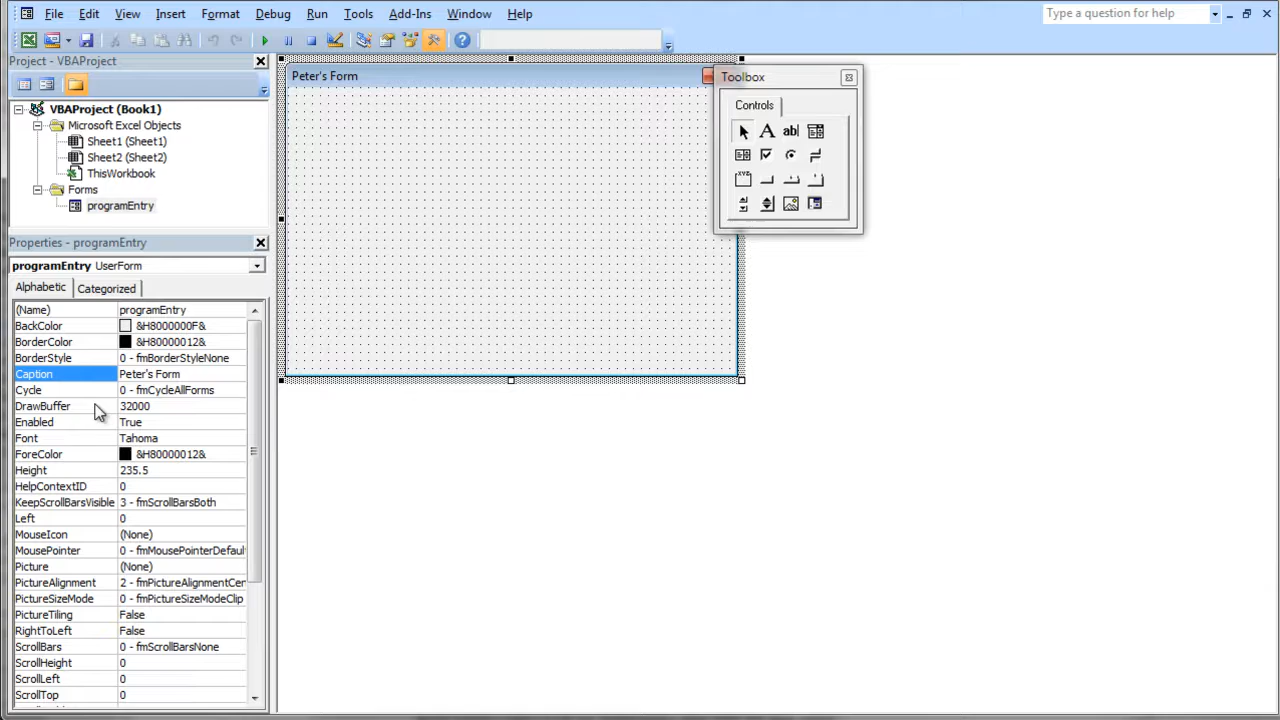 File Edit View Insert Format Debug Run Tools Add-Ins Window Help
Type a question for help
Project - VBAProject
VBAProject (Book1)
Microsoft Excel Objects
Sheet1 (Sheet1)
Sheet2 (Sheet2)
ThisWorkbook
Forms
programEntry
Properties - programEntry
programEntry UserForm
Alphabetic Categorized
(Name) programEntry
BackColor &H8000000F&
BorderColor &H80000012&
BorderStyle 0 - fmBorderStyleNone
Caption Peter's Form
Cycle 0 - fmCycleAllForms
DrawBuffer 32000
Enabled True
Font Tahoma
ForeColor &H80000012&
Height 235.5
HelpContextID 0
KeepScrollBarsVisible 3 - fmScrollBarsBoth
Left 0
MouseIcon (None)
MousePointer 0 - fmMousePointerDefaul
Picture (None)
PictureAlignment 2 - fmPictureAlignmentCen
PictureSizeMode 0 - fmPictureSizeModeClip
PictureTiling False
RightToLeft False
ScrollBars 0 - fmScrollBarsNone
ScrollHeight 0
ScrollLeft 0
ScrollTop 0
Peter's Form
Toolbox
Controls
A ab|
XYZ